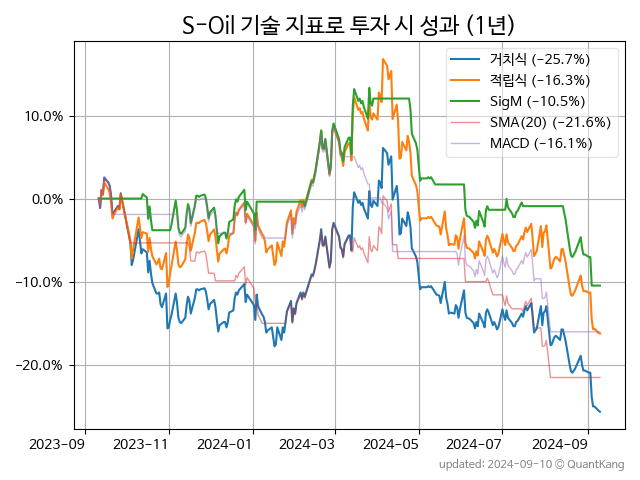 S-Oil 기술 지표로 투자 시 성과 (1년)
거치식 (-25.7%)
적립식 (-16.3%)
SigM (-10.5%)
SMA(20) (-21.6%)
MACD (-16.1%)
10.0%
0.0%
-10.0%
-20.0%
2023-09 2023-11 2024-01 2024-03 2024-05 2024-07 2024-09
updated: 2024-09-10 © QuantKang